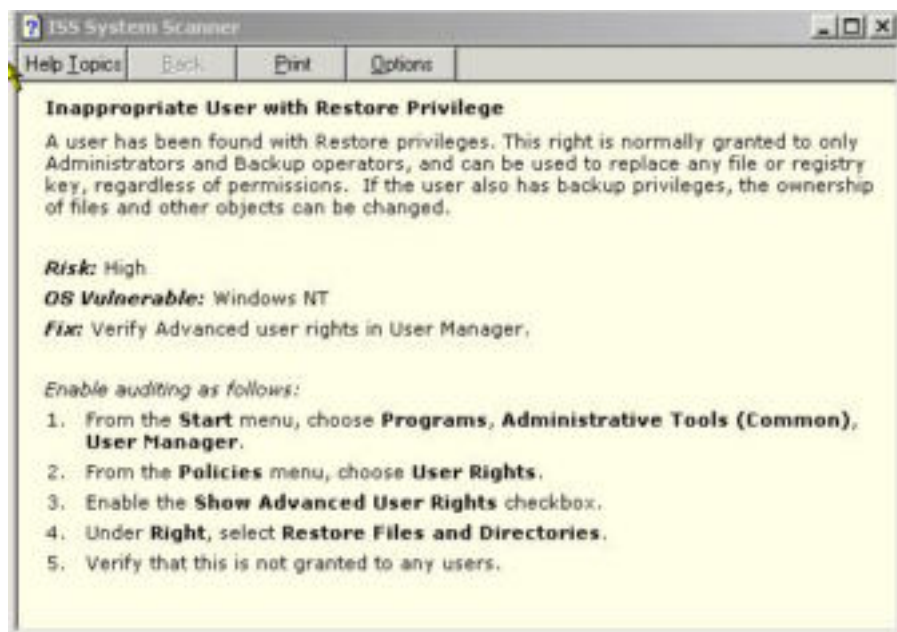 ISS System Scanner
Help Topics Back Print Options
Inappropriate User with Restore Privilege
A user has been found with Restore privileges. This right is normally granted to only
Administrators and Backup operators, and can be used to replace any file or registry
key, regardless of permissions. If the user also has backup privileges, the ownership
of files and other objects can be changed.
Risk: High
OS Vulnerable: Windows NT
Fix: Verify Advanced user rights in User Manager.
Enable auditing as follows:
1. From the Start menu, choose Programs, Administrative Tools (Common),
User Manager.
2. From the Policies menu, choose User Rights.
3. Enable the Show Advanced User Rights checkbox.
4. Under Right, select Restore Files and Directories.
5. Verify that this is not granted to any users.